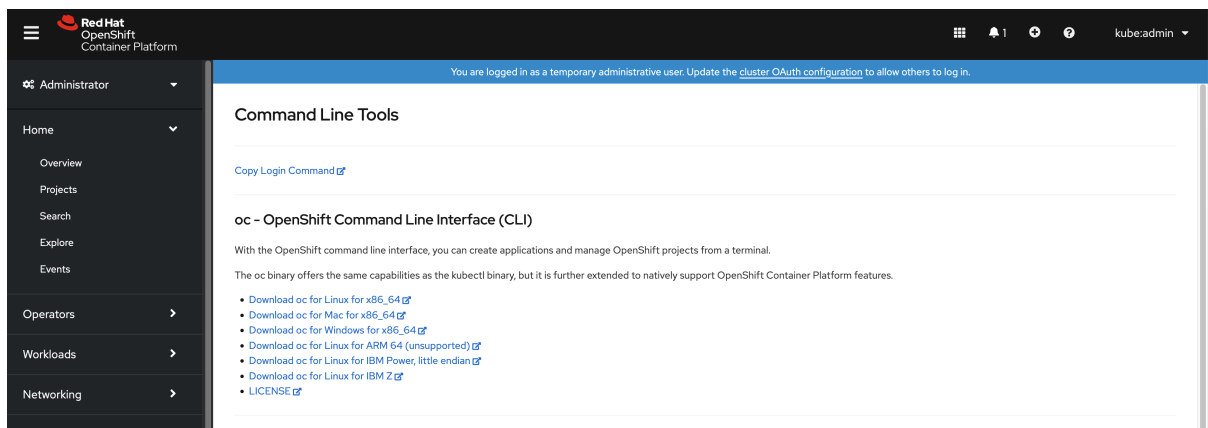 Red Hat
OpenShift
Container Platform
1
kube:admin
Administrator
You are logged in as a temporary administrative user. Update the cluster OAuth configuration to allow others to log in.
Home
Overview
Projects
Search
Explore
Events
Operators
Workloads
Networking
Command Line Tools
Copy Login Command
oc - OpenShift Command Line Interface (CLI)
With the OpenShift command line interface, you can create applications and manage OpenShift projects from a terminal.
The oc binary offers the same capabilities as the kubectl binary, but it is further extended to natively support OpenShift Container Platform features.
• Download oc for Linux for x86_64
• Download oc for Mac for x86_64
• Download oc for Windows for x86_64
• Download oc for Linux for ARM 64 (unsupported)
• Download oc for Linux for IBM Power, little endian
• Download oc for Linux for IBM Z
• LICENSE